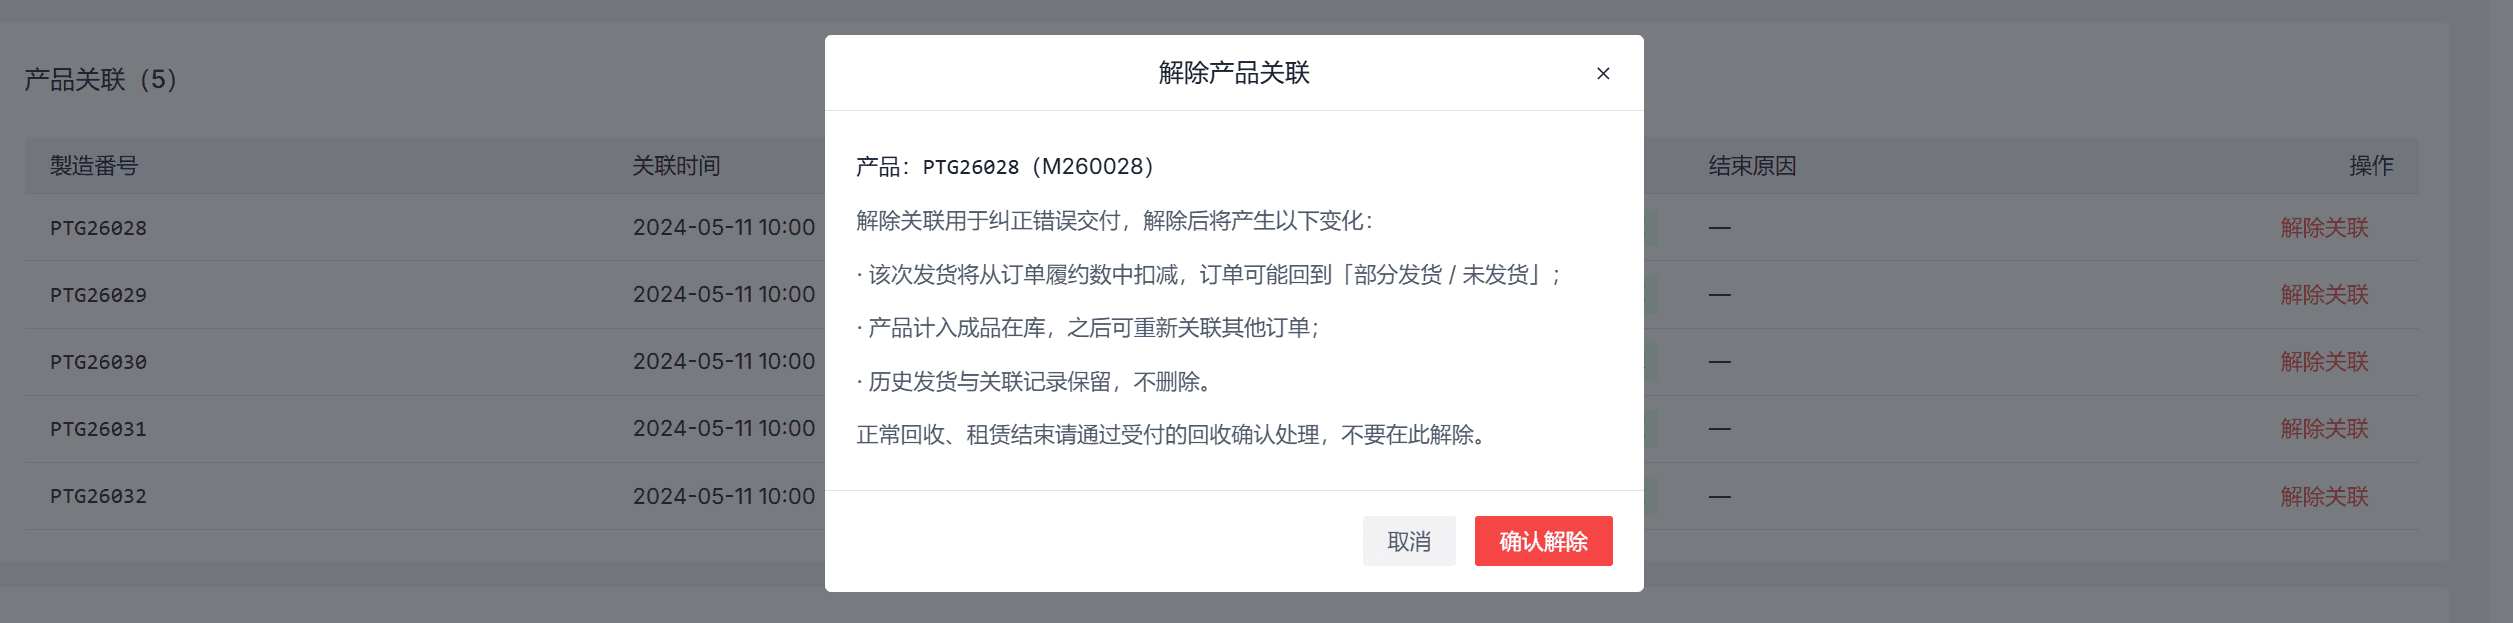 产品关联（5）
製造番号 关联时间 结束原因 操作
PTG26028 2024-05-11 10:00 — 解除关联
PTG26029 2024-05-11 10:00 — 解除关联
PTG26030 2024-05-11 10:00 — 解除关联
PTG26031 2024-05-11 10:00 — 解除关联
PTG26032 2024-05-11 10:00 — 解除关联
解除产品关联 ×
产品：PTG26028（M260028）
解除关联用于纠正错误交付，解除后将产生以下变化：
· 该次发货将从订单履约数中扣减，订单可能回到「部分发货 / 未发货」；
· 产品计入成品在库，之后可重新关联其他订单；
· 历史发货与关联记录保留，不删除。
正常回收、租赁结束请通过受付的回收确认处理，不要在此解除。
取消 确认解除